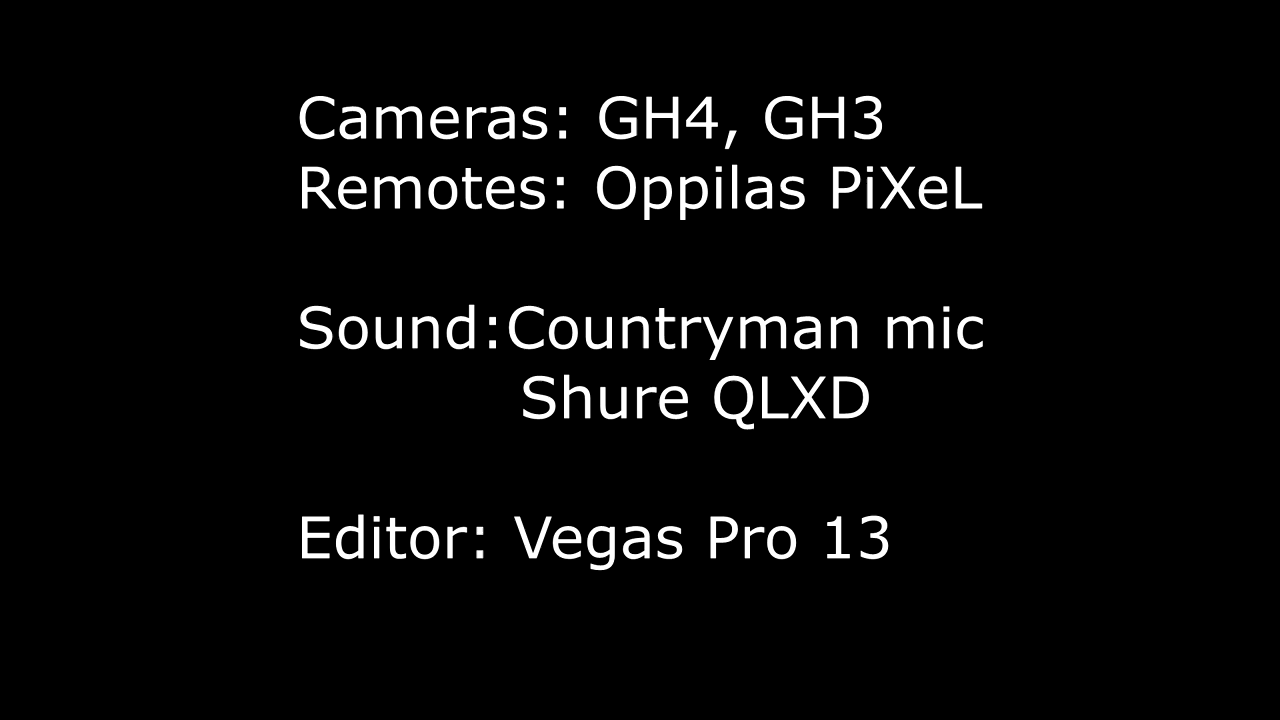 Cameras: GH4, GH3
Remotes: Oppilas PiXeL
Sound:Countryman mic
Shure QLXD
Editor: Vegas Pro 13